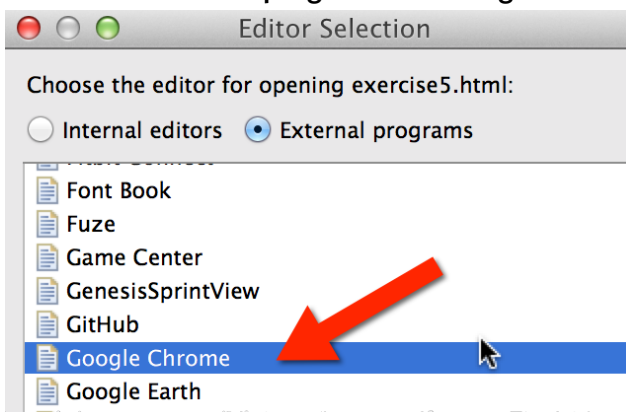 Editor Selection
Choose the editor for opening exercise5.html:
Internal editors External programs
Font Book
Fuze
Game Center
GenesisSprintView
GitHub
Google Chrome
Google Earth